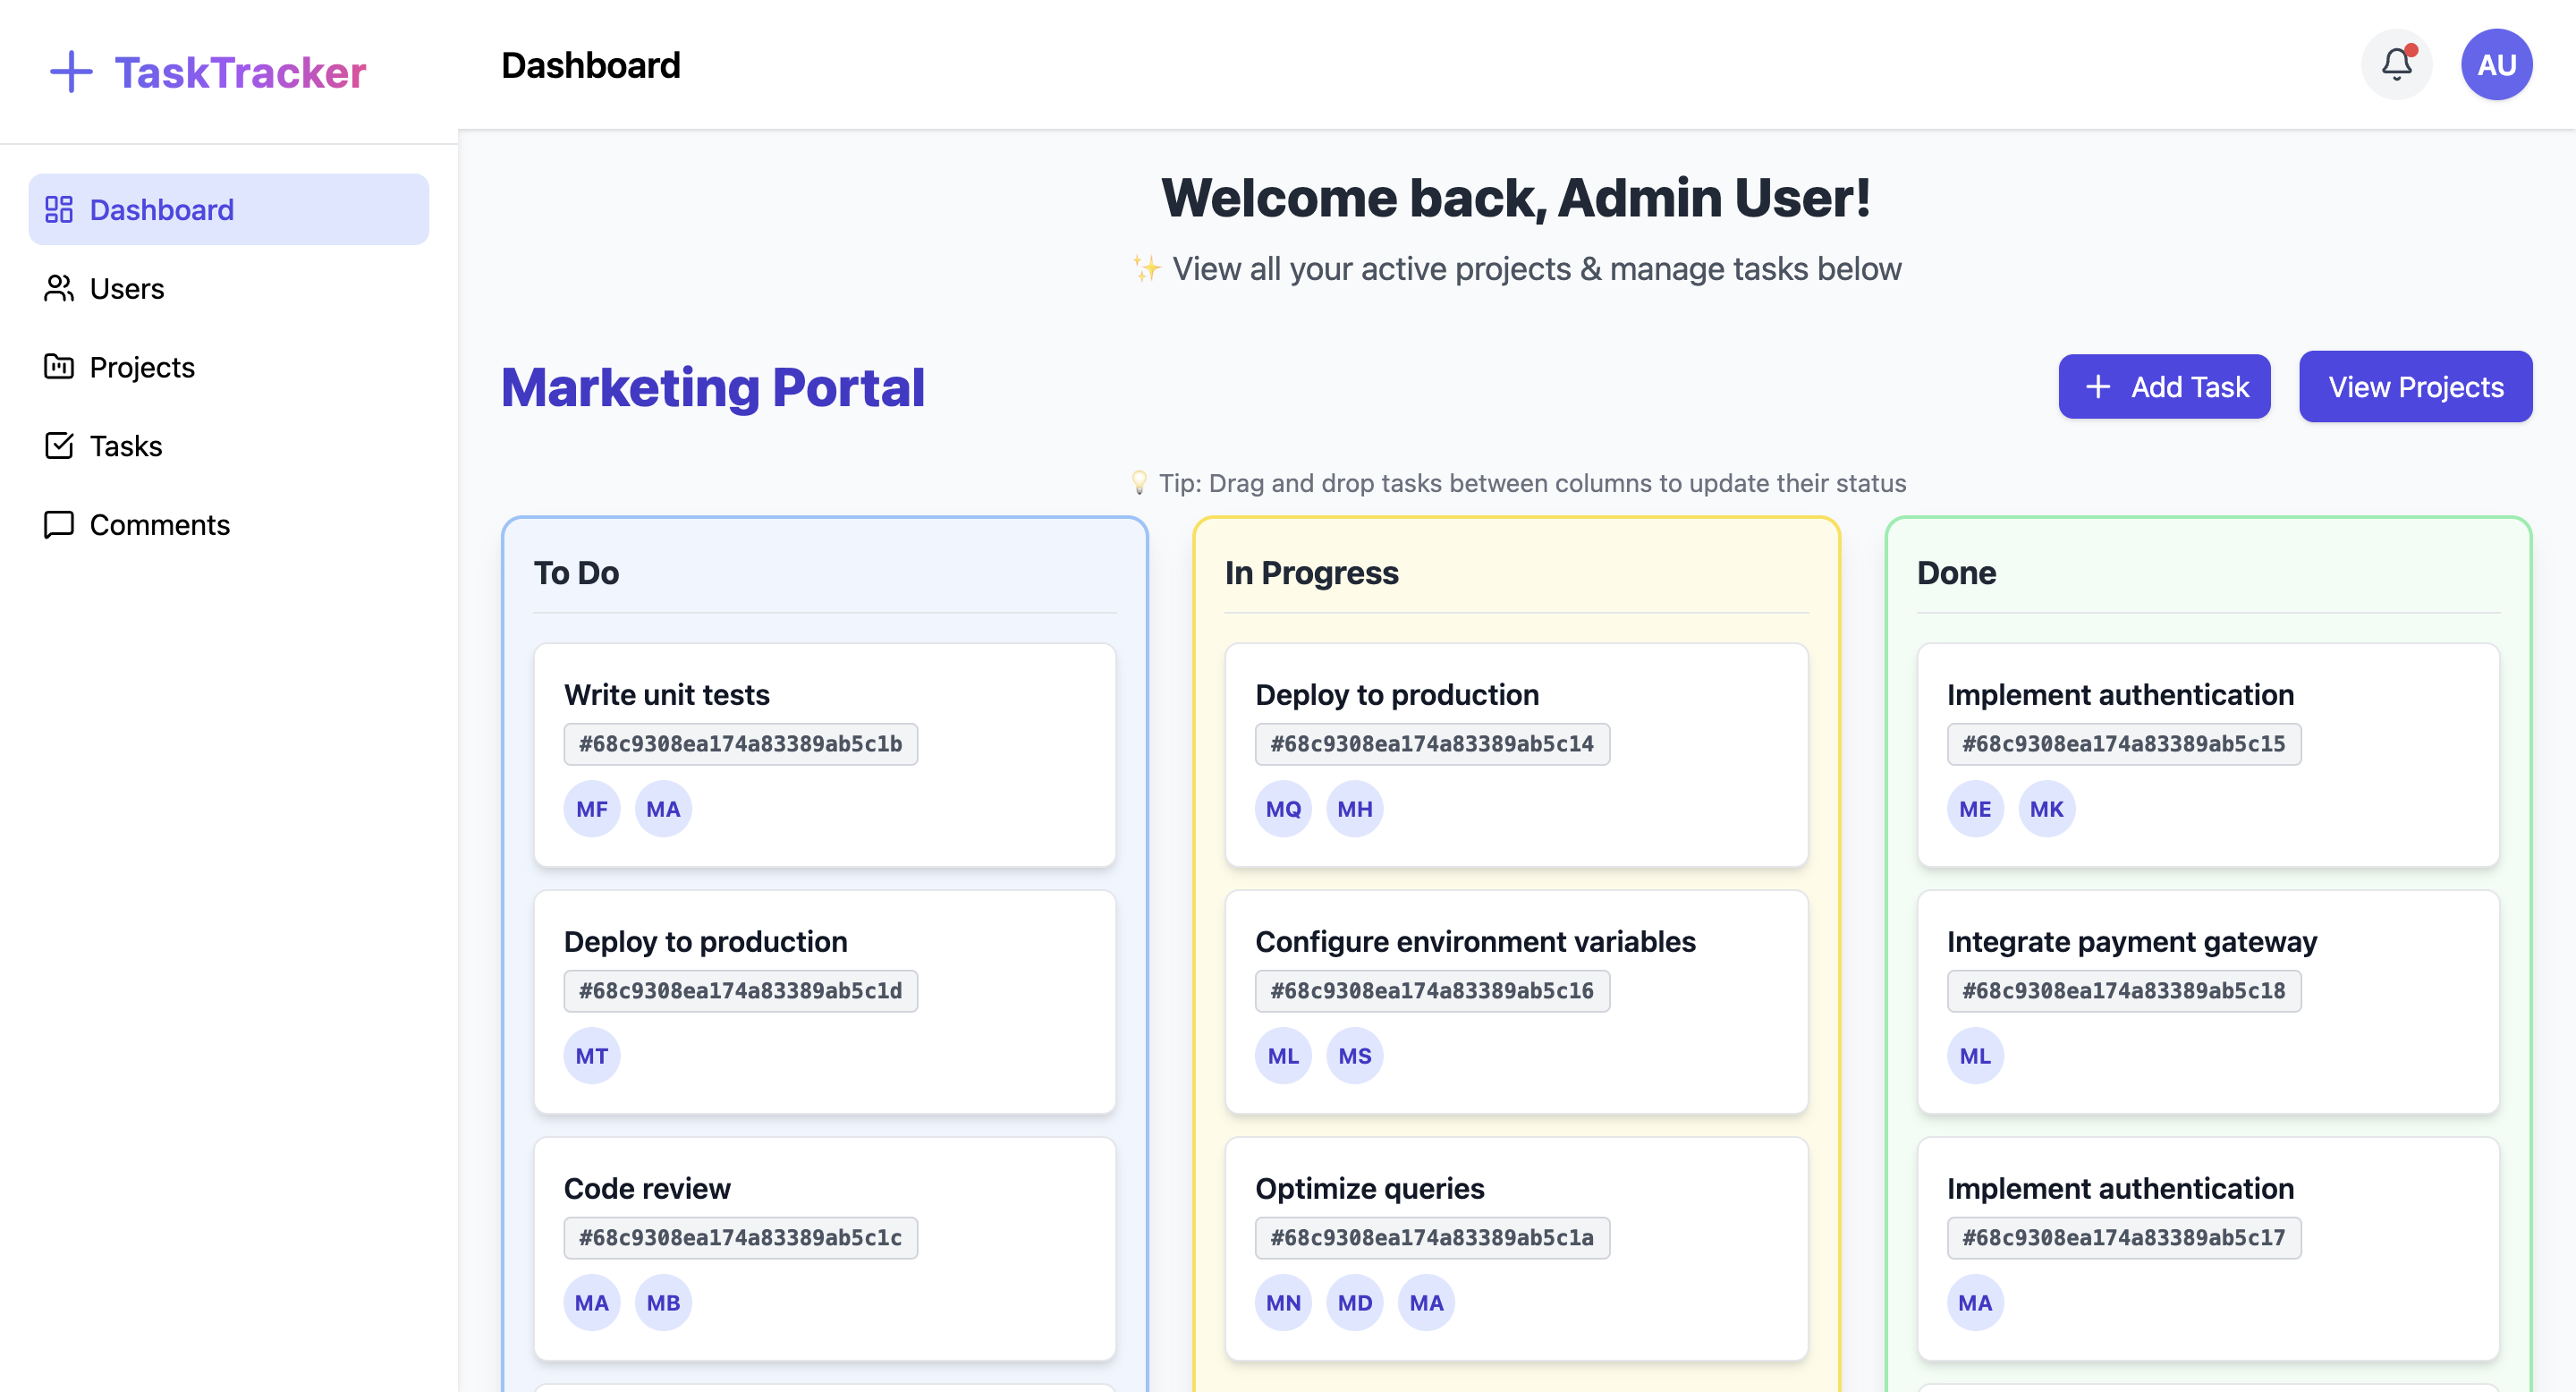 TaskTracker
Dashboard
AU
Dashboard
Users
Projects
Tasks
Comments
Welcome back, Admin User!
✨ View all your active projects & manage tasks below
Marketing Portal
Add Task
View Projects
💡 Tip: Drag and drop tasks between columns to update their status
To Do
Write unit tests
#68c9308ea174a83389ab5c1b
MF MA
Deploy to production
#68c9308ea174a83389ab5c1d
MT
Code review
#68c9308ea174a83389ab5c1c
MA MB
In Progress
Deploy to production
#68c9308ea174a83389ab5c14
MQ MH
Configure environment variables
#68c9308ea174a83389ab5c16
ML MS
Optimize queries
#68c9308ea174a83389ab5c1a
MN MD MA
Done
Implement authentication
#68c9308ea174a83389ab5c15
ME MK
Integrate payment gateway
#68c9308ea174a83389ab5c18
ML
Implement authentication
#68c9308ea174a83389ab5c17
MA